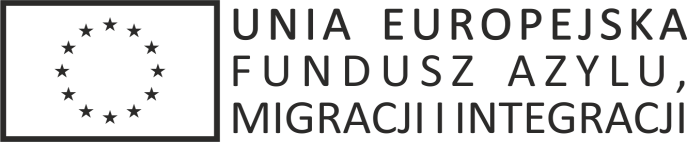 UNIA EUROPEJSKA
FUNDUSZ AZYLU,
MIGRACJI I INTEGRACJI